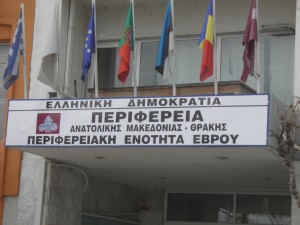 ΕΛΛΗΝΙΚΗ ΔΗΜΟΚΡΑΤΙΑ
ΠΕΡΙΦΕΡΕΙΑ
ΑΝΑΤΟΛΙΚΗΣ ΜΑΚΕΔΟΝΙΑΣ - ΘΡΑΚΗΣ
ΠΕΡΙΦΕΡΕΙΑΚΗ ΕΝΟΤΗΤΑ ΕΒΡΟΥ